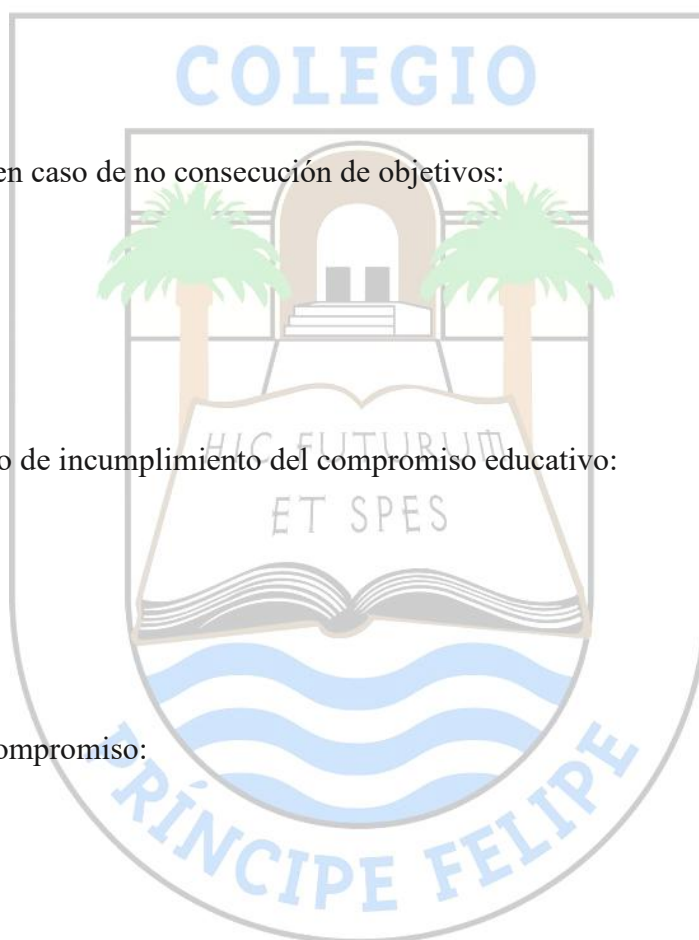 COLEGIO
en caso de no consecución de objetivos:
HIC FUTURUM
o de incumplimiento del compromiso educativo:
ET SPES
ompromiso:
PRÍNCIPE FELIPE